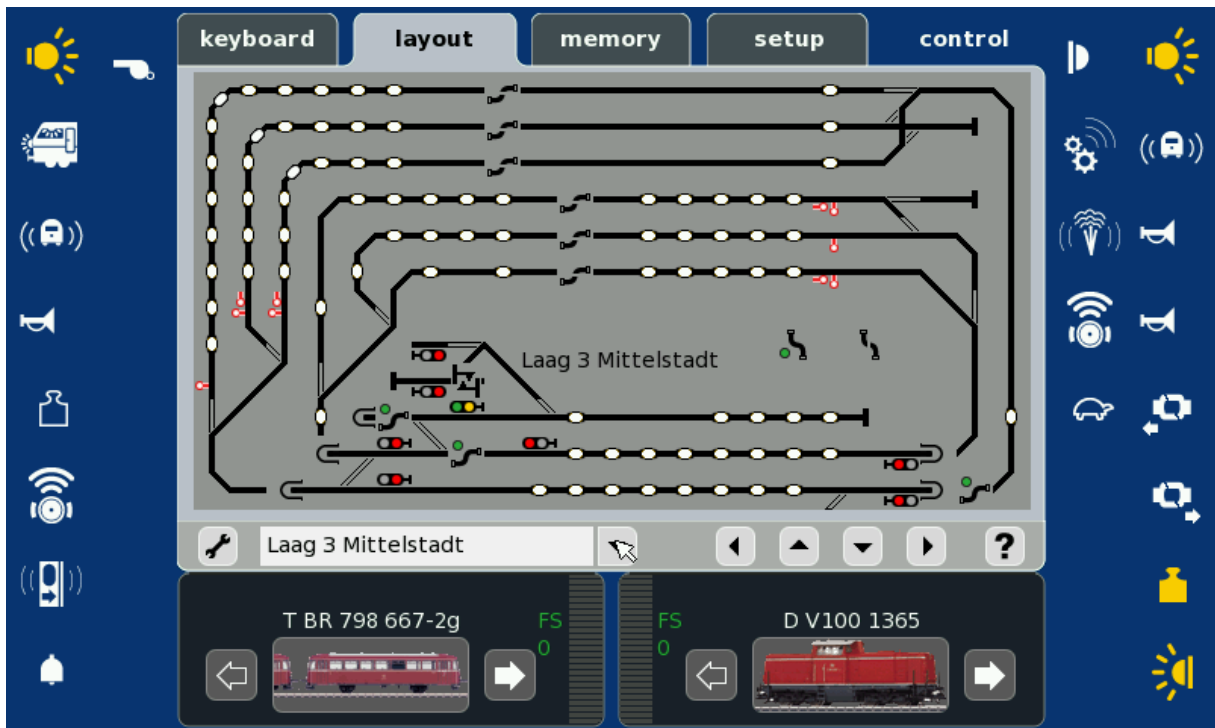 keyboard
layout
memory
setup
control
Laag 3 Mittelstadt
Laag 3 Mittelstadt
?
T BR 798 667-2g
FS
0
FS
0
D V100 1365